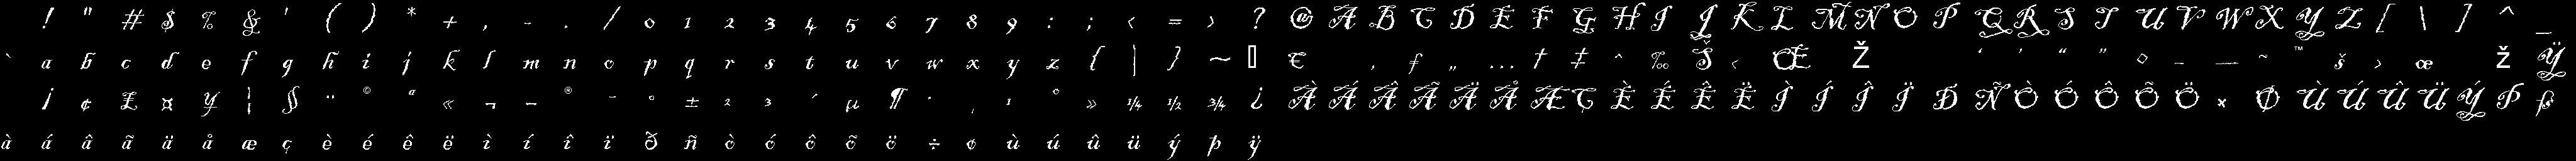 ! " # $ % & ' ( ) * + , - . / 0 1 2 3 4 5 6 7 8 9 : ; < = > ? @ A B C D E F G H I J K L M N O P Q R S T U V W X Y Z [ \ ] ^ _
` a b c d e f g h i j k l m n o p q r s t u v w x y z { | } ~ ▯ € ‚ ƒ „ … † ‡ ˆ ‰ Š ‹ Œ Ž ‘ ’ “ ” ◦ – — ˜ ™ š › œ ž Ÿ
¡ ¢ £ ¤ ¥ ¦ § ¨ © ª « ¬ - ® ¯ ° ± ² ³ ´ µ ¶ · ¸ ¹ º » ¼ ½ ¾ ¿ À Á Â Ã Ä Å Æ Ç È É Ê Ë Ì Í Î Ï Ð Ñ Ò Ó Ô Õ Ö × Ø Ù Ú Û Ü Ý Þ ß
à á â ã ä å æ ç è é ê ë ì í î ï ð ñ ò ó ô õ ö ÷ ø ù ú û ü ý þ ÿ